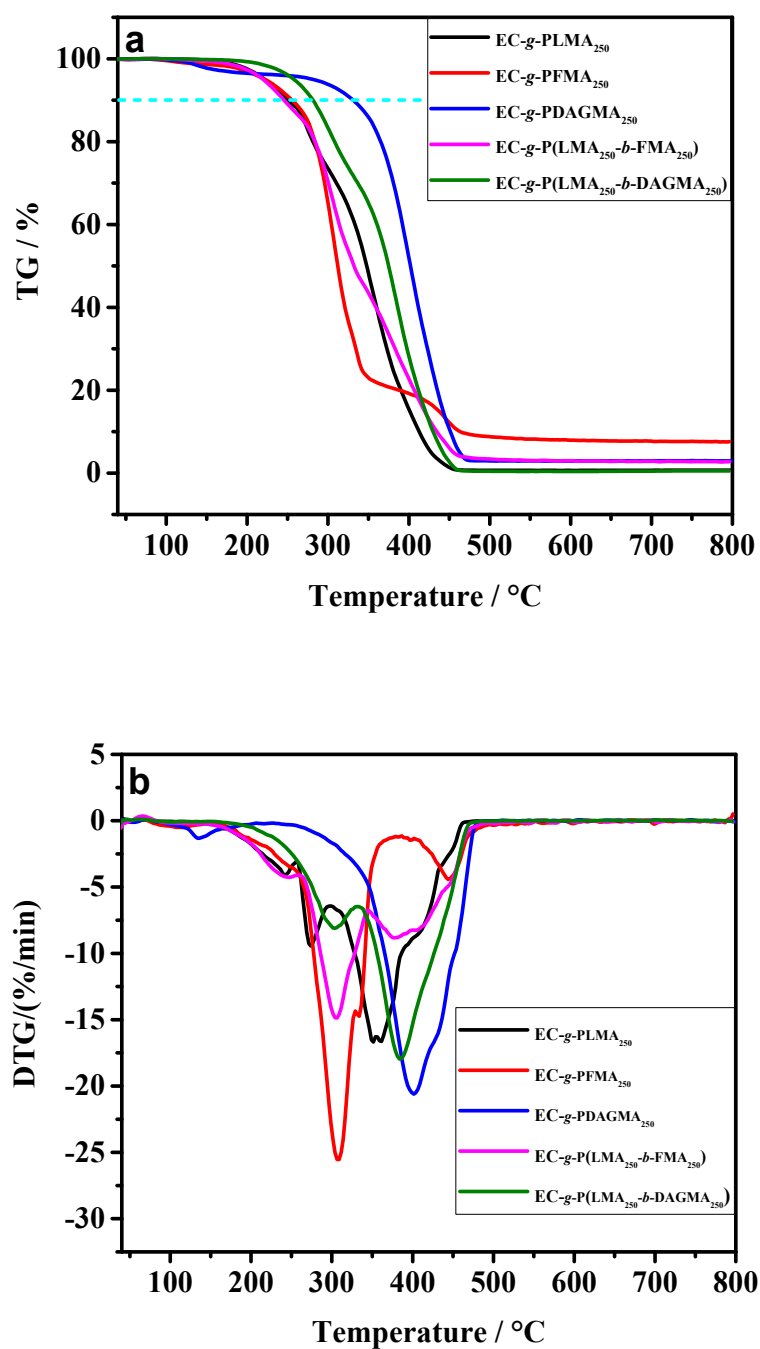 a
EC-g-PLMA250
EC-g-PFMA250
EC-g-PDAGMA250
EC-g-P(LMA250-b-FMA250)
EC-g-P(LMA250-b-DAGMA250)
100
80
60
40
20
0
TG / %
100 200 300 400 500 600 700 800
Temperature / °C
b
5
0
-5
-10
-15
-20
-25
-30
DTG/(%/min)
EC-g-PLMA250
EC-g-PFMA250
EC-g-PDAGMA250
EC-g-P(LMA250-b-FMA250)
EC-g-P(LMA250-b-DAGMA250)
100 200 300 400 500 600 700 800
Temperature / °C